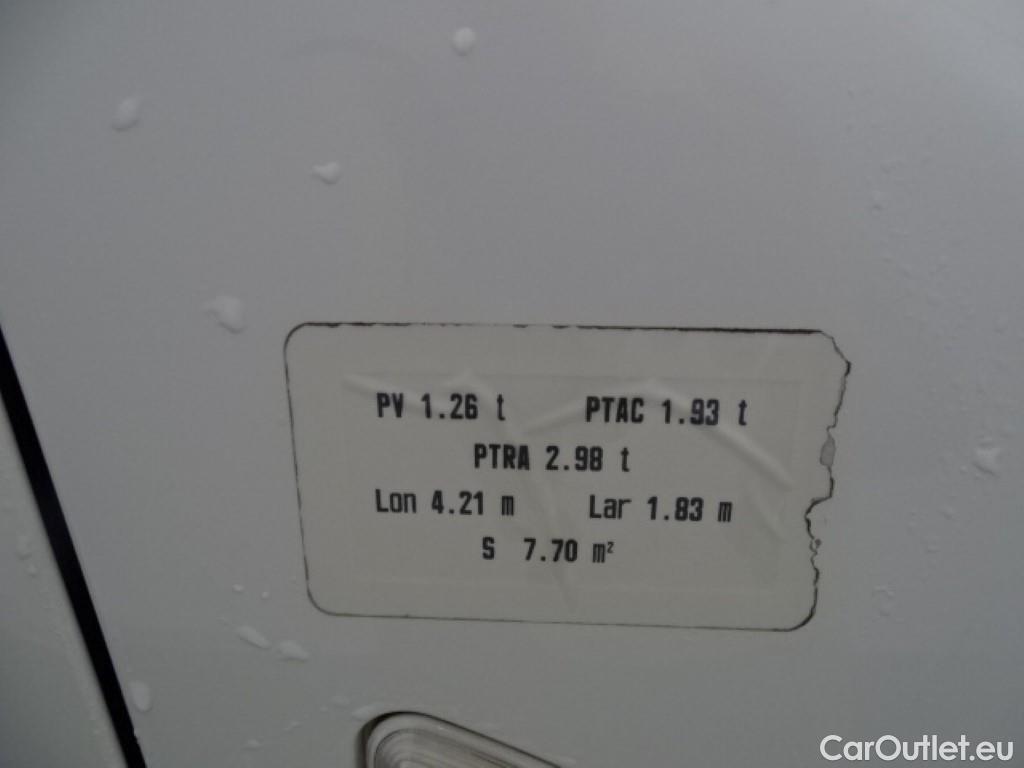 PV 1.26 t PTAC 1.93 t
PTRA 2.98 t
Lon 4.21 m Lar 1.83 m
S 7.70 m²
CarOutlet.eu